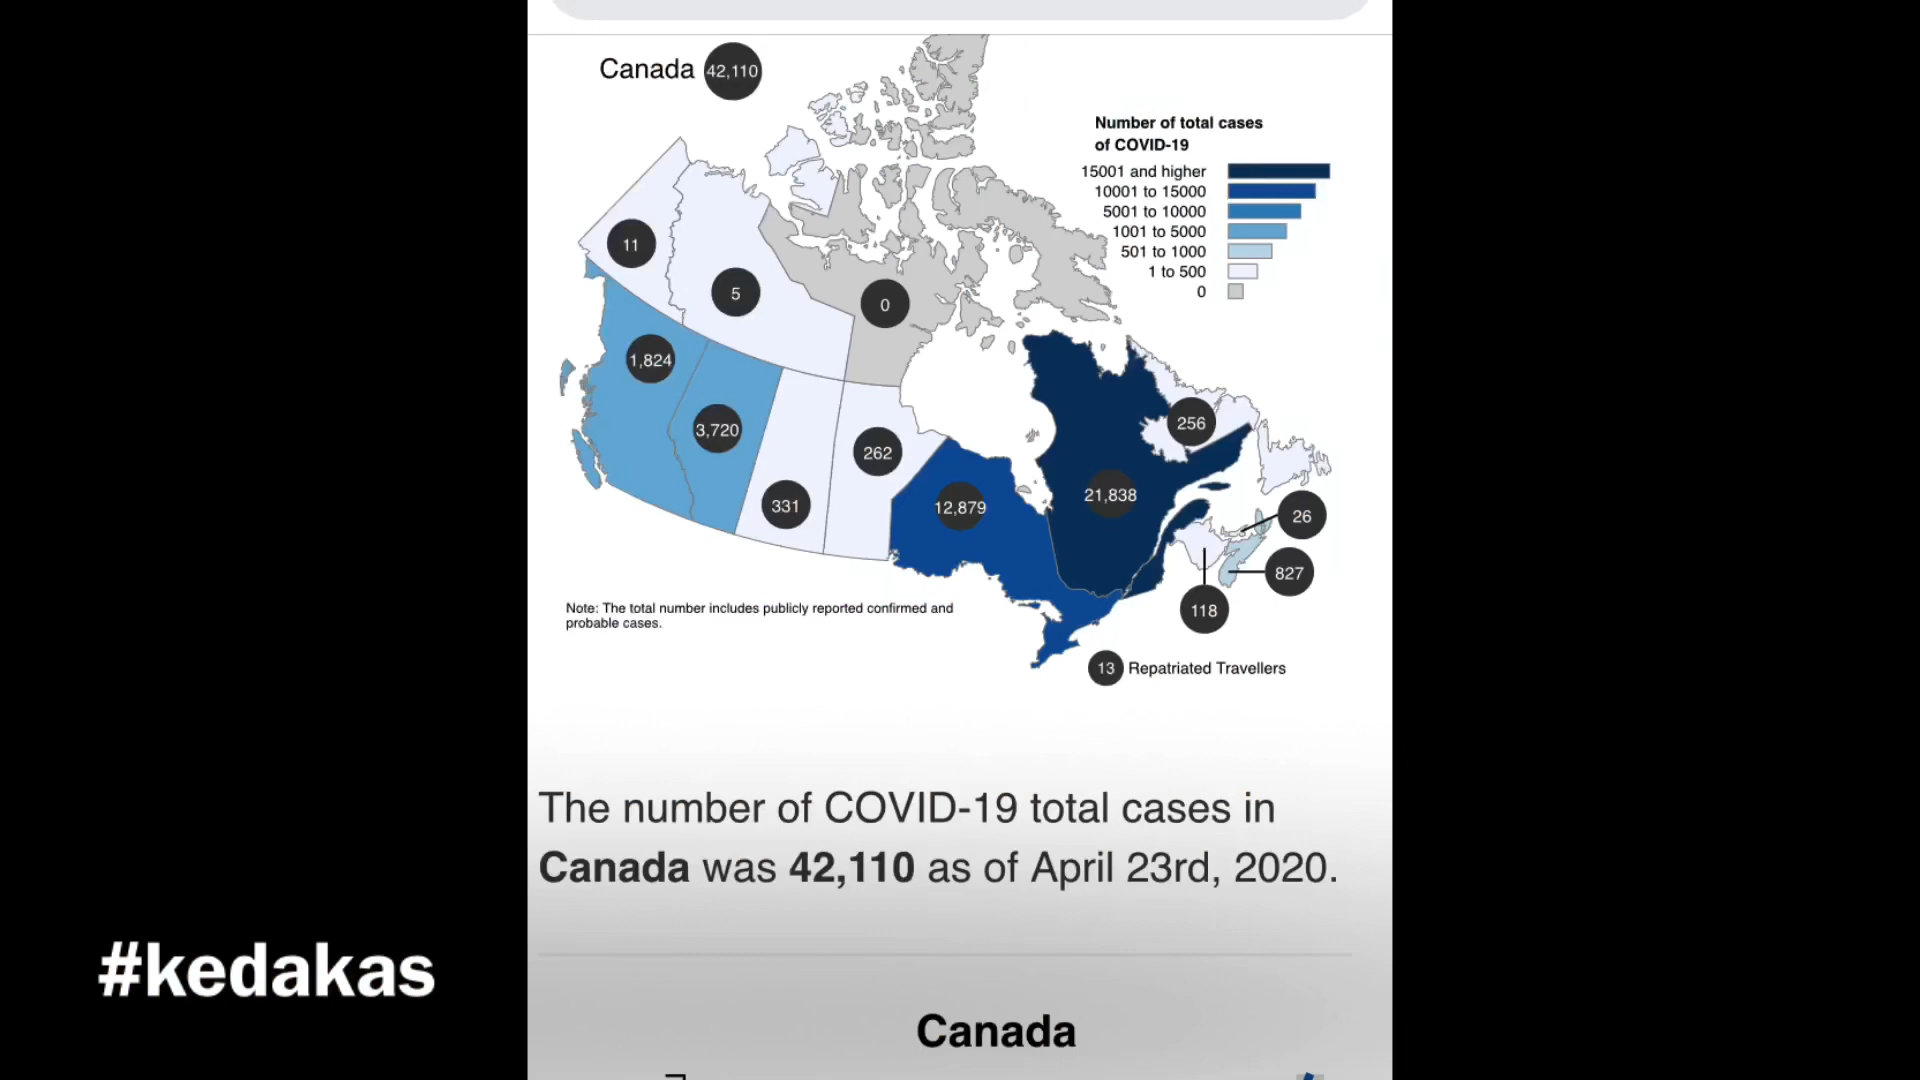 Canada 42,110
Number of total cases
of COVID-19
15001 and higher
10001 to 15000
5001 to 10000
1001 to 5000
501 to 1000
1 to 500
0
11
5
0
1,824
3,720
331
262
12,879
21,838
256
26
827
118
Note: The total number includes publicly reported confirmed and
probable cases.
13 Repatriated Travellers
The number of COVID-19 total cases in
Canada was 42,110 as of April 23rd, 2020.
#kedakas
Canada